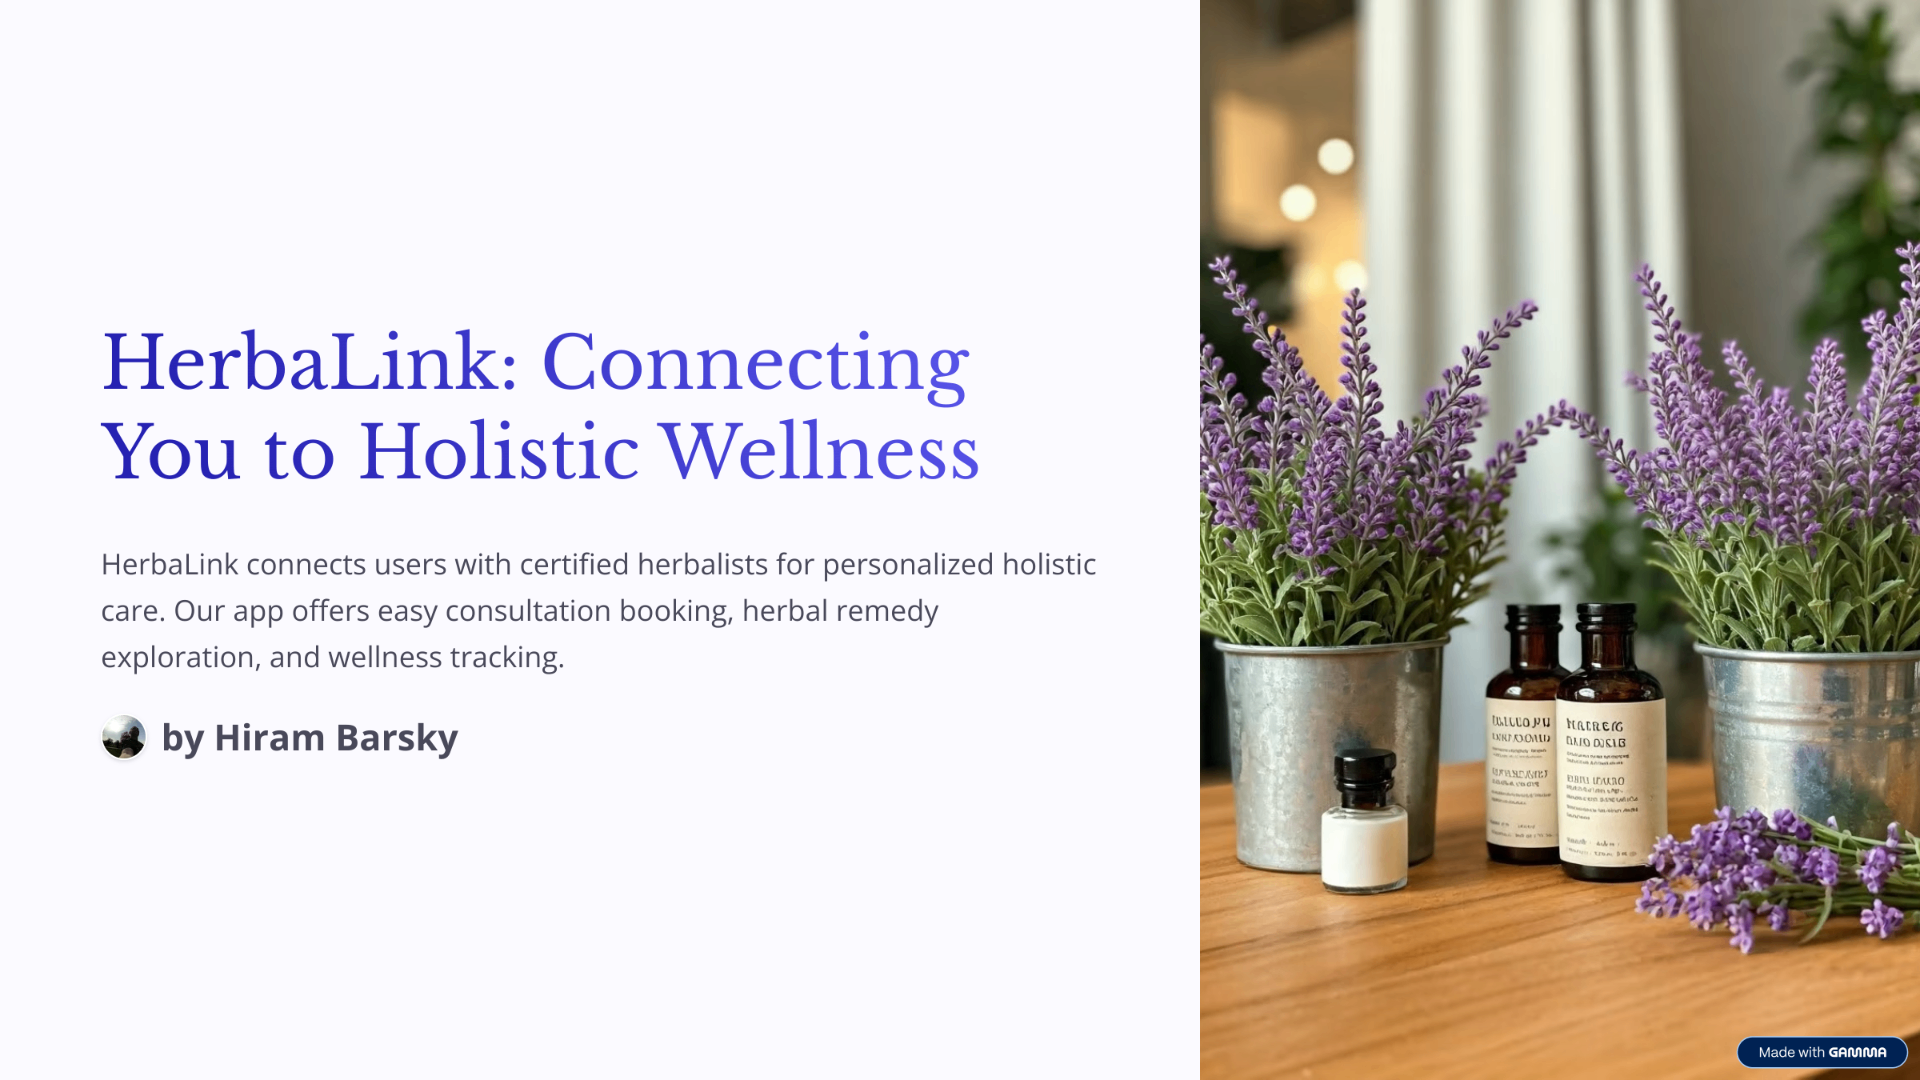 HerbaLink: Connecting
You to Holistic Wellness
HerbaLink connects users with certified herbalists for personalized holistic
care. Our app offers easy consultation booking, herbal remedy
exploration, and wellness tracking.
by Hiram Barsky
Made with GAMMA